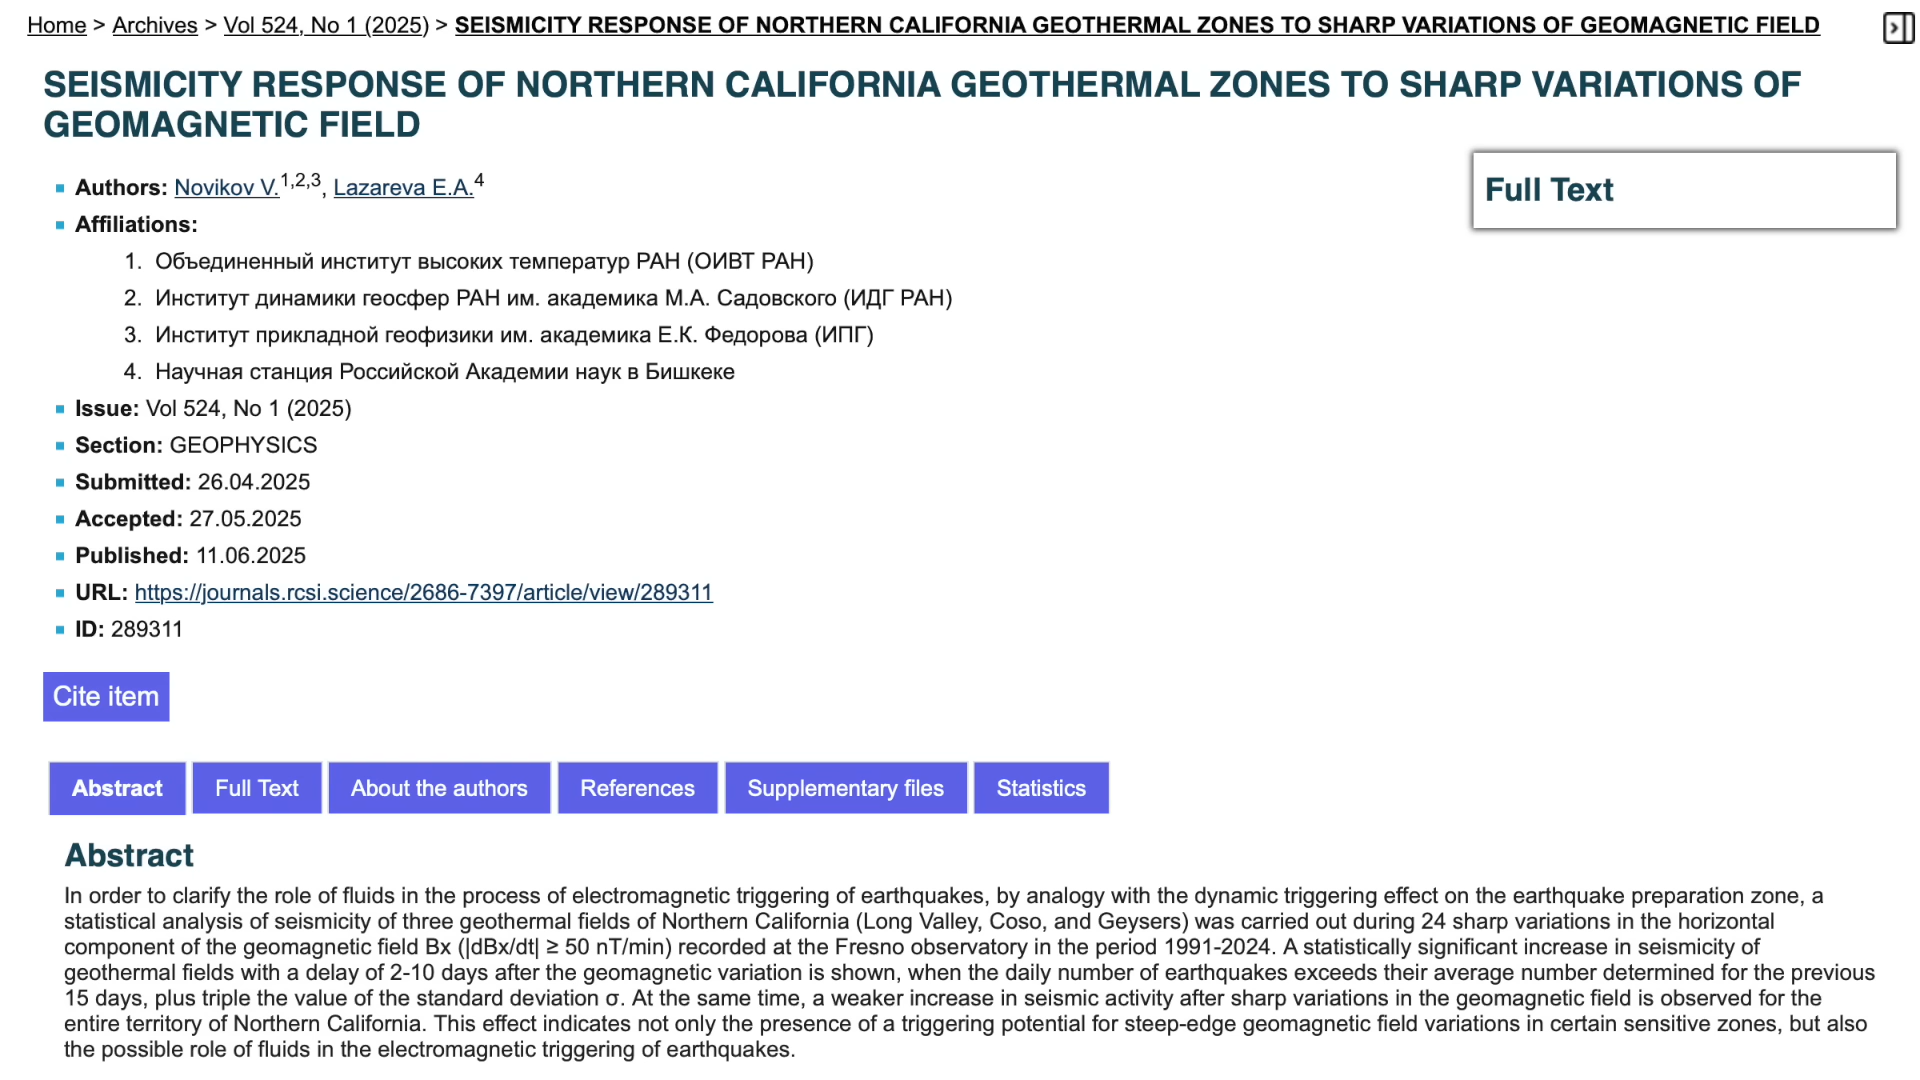 Home > Archives > Vol 524, No 1 (2025) > SEISMICITY RESPONSE OF NORTHERN CALIFORNIA GEOTHERMAL ZONES TO SHARP VARIATIONS OF GEOMAGNETIC FIELD
SEISMICITY RESPONSE OF NORTHERN CALIFORNIA GEOTHERMAL ZONES TO SHARP VARIATIONS OF
GEOMAGNETIC FIELD
Full Text
Authors: Novikov V.1,2,3, Lazareva E.A.4
Affiliations:
1. Объединенный институт высоких температур РАН (ОИВТ РАН)
2. Институт динамики геосфер РАН им. академика М.А. Садовского (ИДГ РАН)
3. Институт прикладной геофизики им. академика Е.К. Федорова (ИПГ)
4. Научная станция Российской Академии наук в Бишкеке
Issue: Vol 524, No 1 (2025)
Section: GEOPHYSICS
Submitted: 26.04.2025
Accepted: 27.05.2025
Published: 11.06.2025
URL: https://journals.rcsi.science/2686-7397/article/view/289311
ID: 289311
Cite item
Abstract Full Text About the authors References Supplementary files Statistics
Abstract
In order to clarify the role of fluids in the process of electromagnetic triggering of earthquakes, by analogy with the dynamic triggering effect on the earthquake preparation zone, a
statistical analysis of seismicity of three geothermal fields of Northern California (Long Valley, Coso, and Geysers) was carried out during 24 sharp variations in the horizontal
component of the geomagnetic field Bx (|dBx/dt| ≥ 50 nT/min) recorded at the Fresno observatory in the period 1991-2024. A statistically significant increase in seismicity of
geothermal fields with a delay of 2-10 days after the geomagnetic variation is shown, when the daily number of earthquakes exceeds their average number determined for the previous
15 days, plus triple the value of the standard deviation σ. At the same time, a weaker increase in seismic activity after sharp variations in the geomagnetic field is observed for the
entire territory of Northern California. This effect indicates not only the presence of a triggering potential for steep-edge geomagnetic field variations in certain sensitive zones, but also
the possible role of fluids in the electromagnetic triggering of earthquakes.